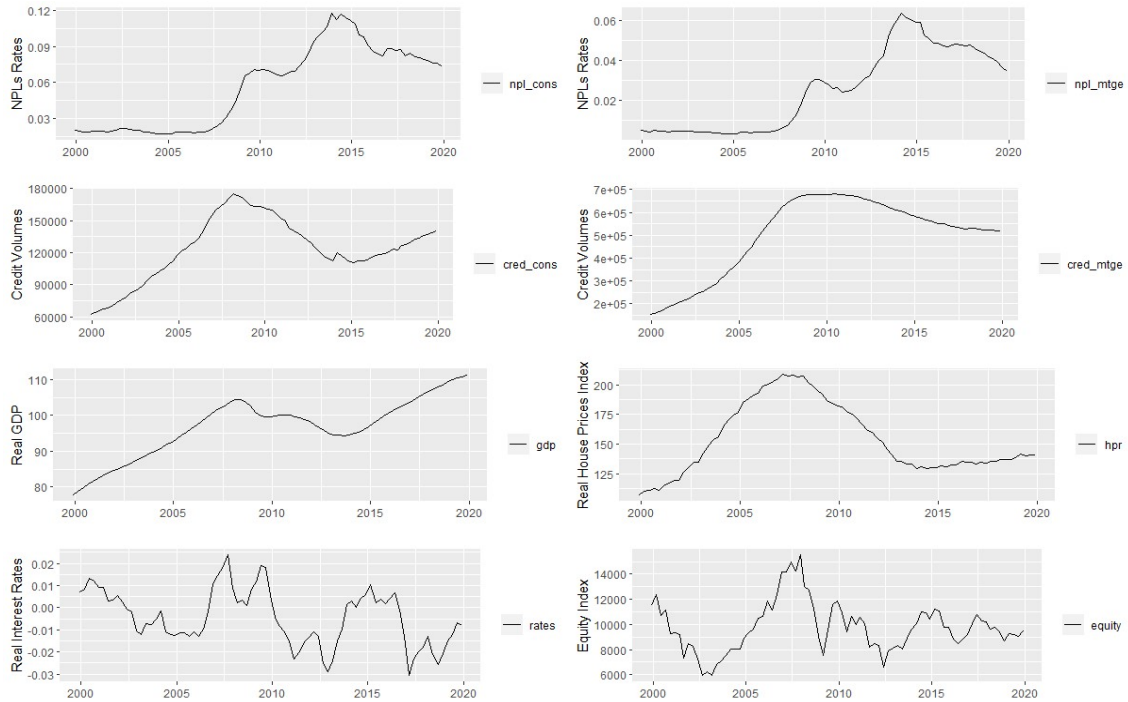 NPLs Rates
0.12
0.09
0.06
0.03
2000 2005 2010 2015 2020
npl_cons
NPLs Rates
0.06
0.04
0.02
2000 2005 2010 2015 2020
npl_mtge
Credit Volumes
180000
150000
120000
90000
60000
2000 2005 2010 2015 2020
cred_cons
Credit Volumes
7e+05
6e+05
5e+05
4e+05
3e+05
2e+05
2000 2005 2010 2015 2020
cred_mtge
Real GDP
110
100
90
80
2000 2005 2010 2015 2020
gdp
Real House Prices Index
200
175
150
125
2000 2005 2010 2015 2020
hpr
Real Interest Rates
0.02
0.01
0.00
-0.01
-0.02
-0.03
2000 2005 2010 2015 2020
rates
Equity Index
14000
12000
10000
8000
6000
2000 2005 2010 2015 2020
equity